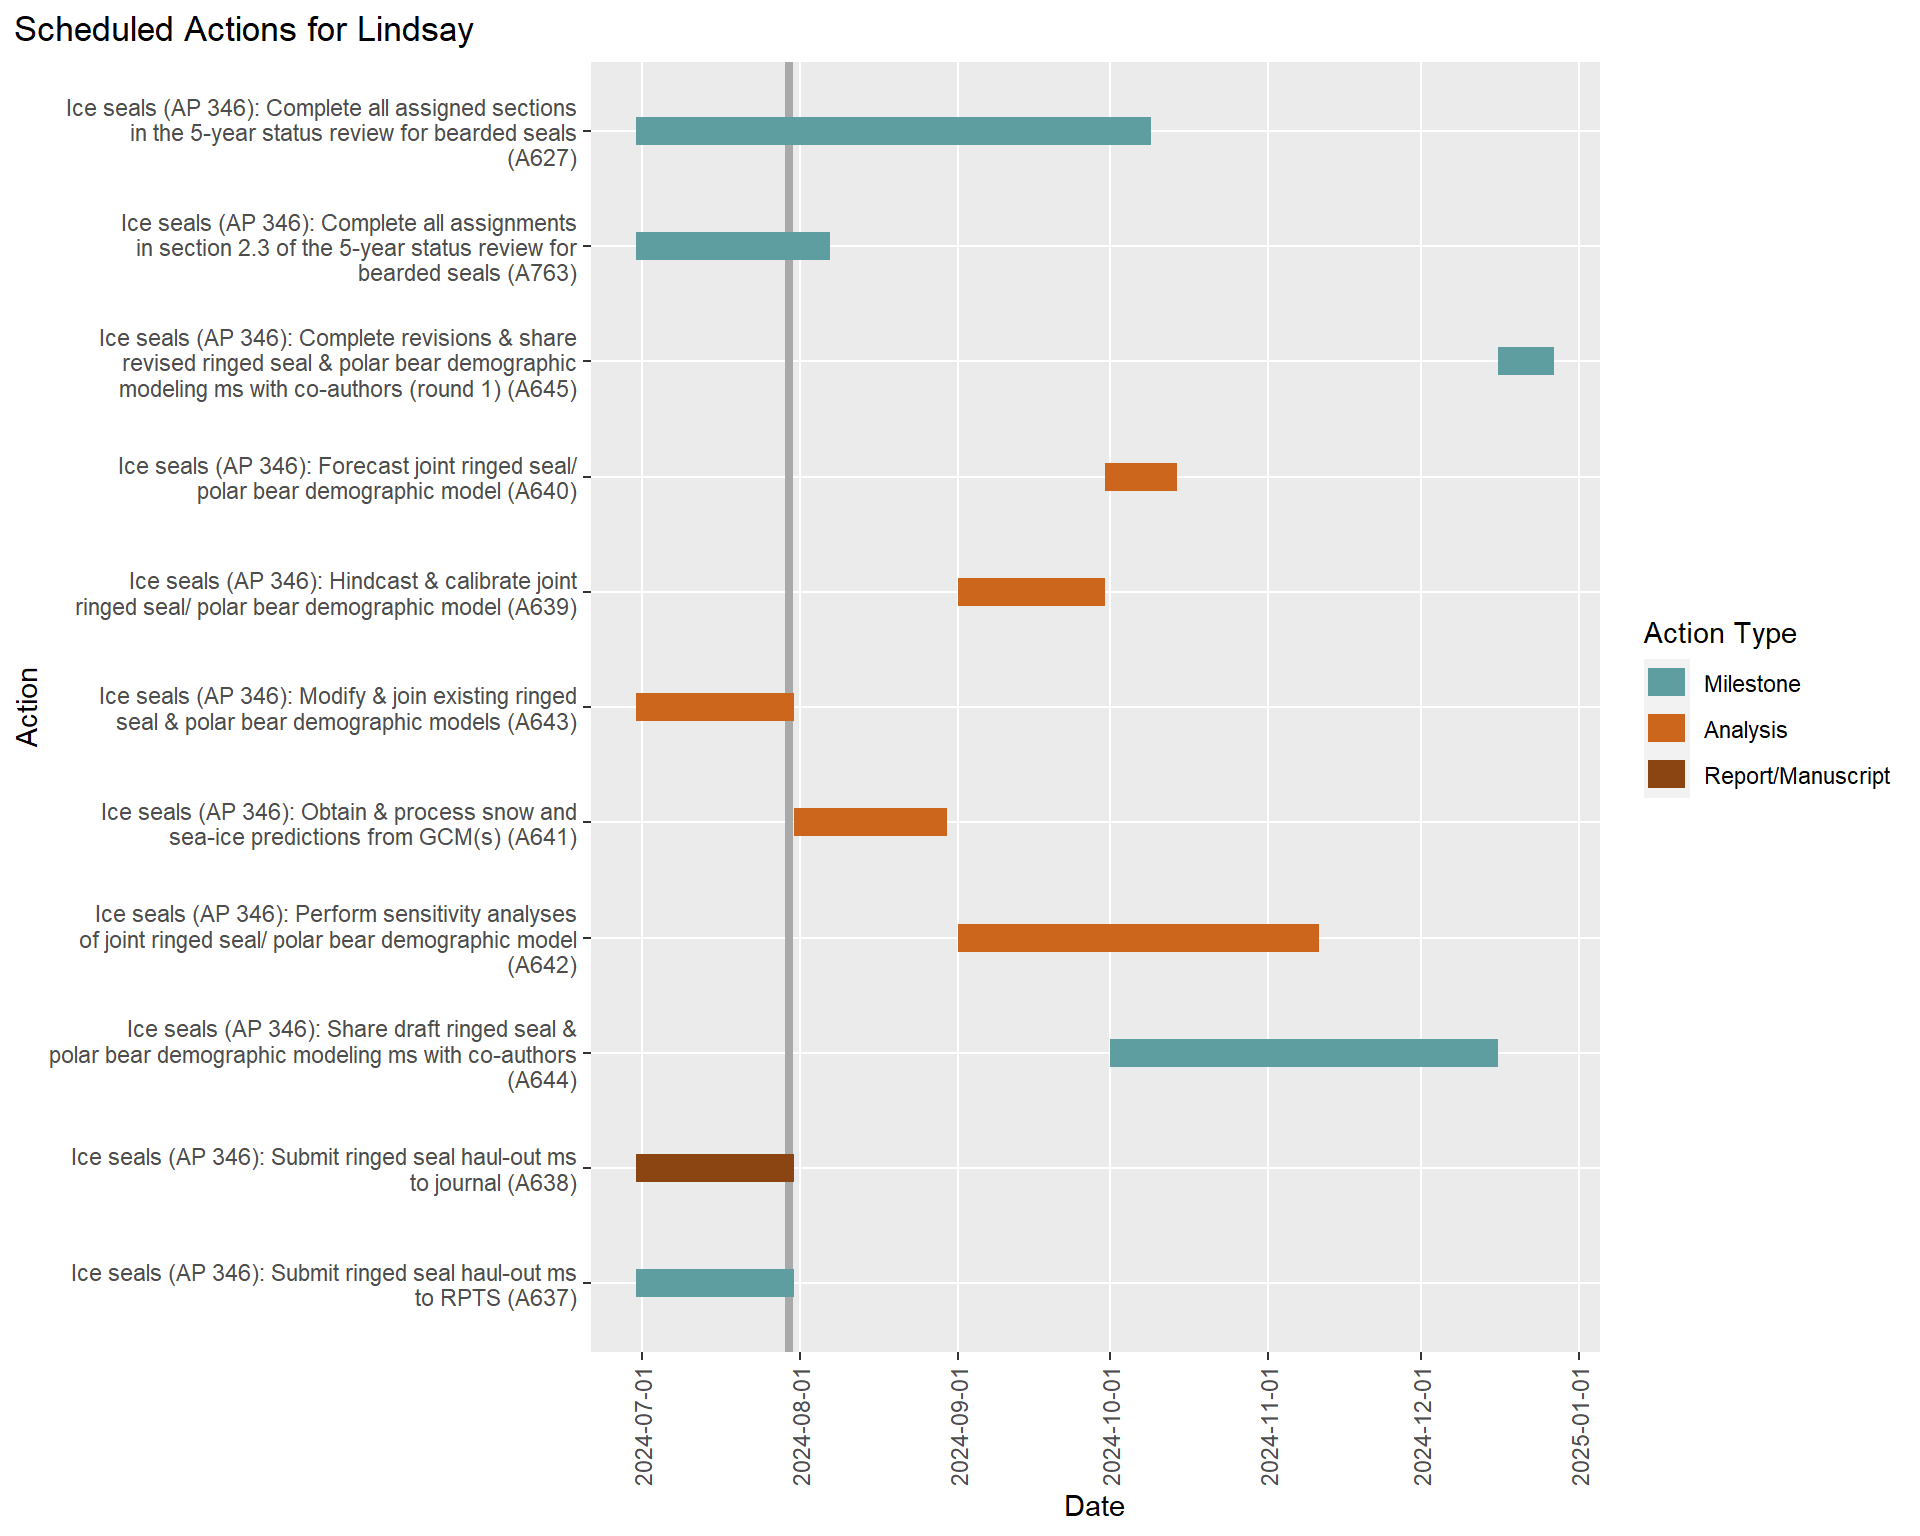 Scheduled Actions for Lindsay
Ice seals (AP 346): Complete all assigned sections
in the 5-year status review for bearded seals
(A627)
Ice seals (AP 346): Complete all assignments
in section 2.3 of the 5-year status review for
bearded seals (A763)
Ice seals (AP 346): Complete revisions & share
revised ringed seal & polar bear demographic
modeling ms with co-authors (round 1) (A645)
Ice seals (AP 346): Forecast joint ringed seal/
polar bear demographic model (A640)
Ice seals (AP 346): Hindcast & calibrate joint
ringed seal/ polar bear demographic model (A639)
Ice seals (AP 346): Modify & join existing ringed
seal & polar bear demographic models (A643)
Ice seals (AP 346): Obtain & process snow and
sea-ice predictions from GCM(s) (A641)
Ice seals (AP 346): Perform sensitivity analyses
of joint ringed seal/ polar bear demographic model
(A642)
Ice seals (AP 346): Share draft ringed seal &
polar bear demographic modeling ms with co-authors
(A644)
Ice seals (AP 346): Submit ringed seal haul-out ms
to journal (A638)
Ice seals (AP 346): Submit ringed seal haul-out ms
to RPTS (A637)
Action
2024-07-01
2024-08-01
2024-09-01
2024-10-01
2024-11-01
2024-12-01
2025-01-01
Date
Action Type
Milestone
Analysis
Report/Manuscript